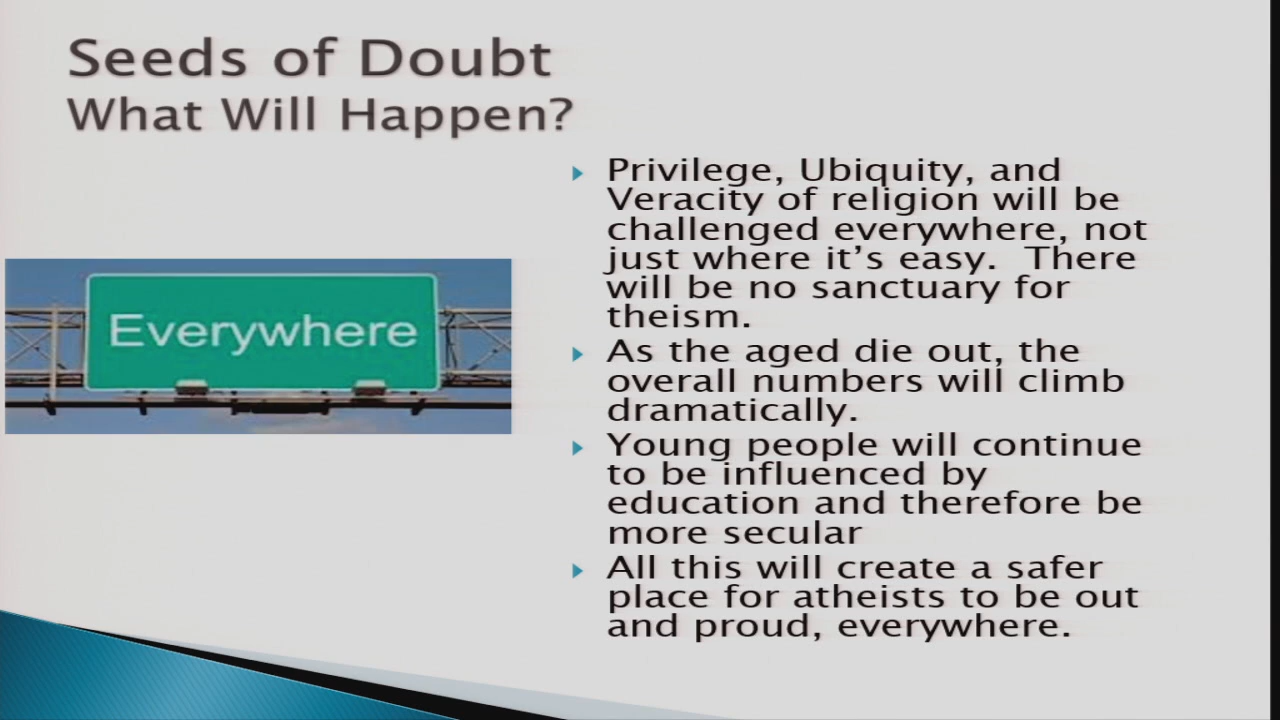 Seeds of Doubt
What Will Happen?
Privilege, Ubiquity, and
Veracity of religion will be
challenged everywhere, not
just where it's easy.  There
will be no sanctuary for
theism.
As the aged die out, the
overall numbers will climb
dramatically.
Young people will continue
to be influenced by
education and therefore be
more secular
All this will create a safer
place for atheists to be out
and proud, everywhere.
Everywhere